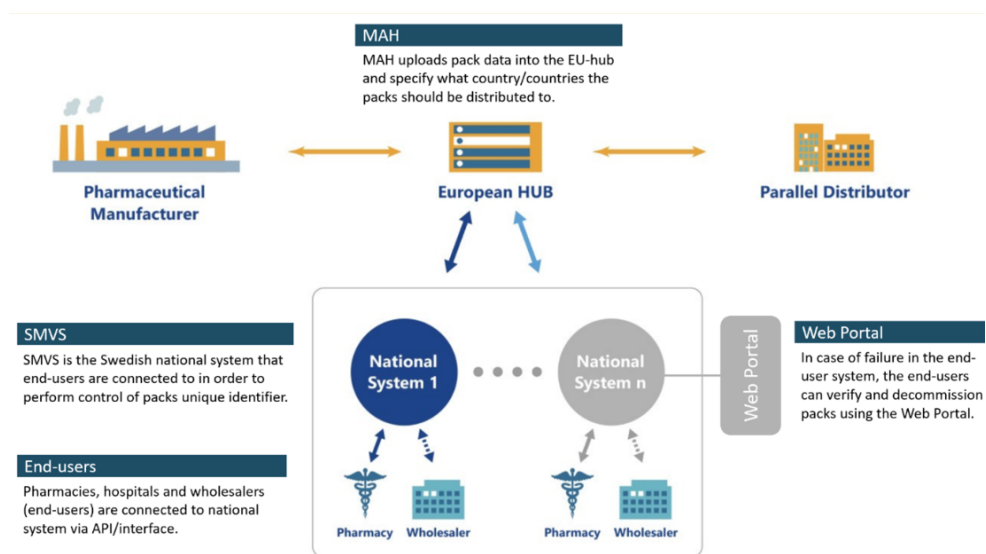 MAH
MAH uploads pack data into the EU-hub
and specify what country/countries the
packs should be distributed to.
Pharmaceutical
Manufacturer
European HUB
Parallel Distributor
SMVS
SMVS is the Swedish national system that
end-users are connected to in order to
perform control of packs unique identifier.
National
System 1
National
System n
Web Portal
Web Portal
In case of failure in the end-
user system, the end-users
can verify and decommission
packs using the Web Portal.
End-users
Pharmacies, hospitals and wholesalers
(end-users) are connected to national
system via API/interface.
Pharmacy
Wholesaler
Pharmacy
Wholesaler